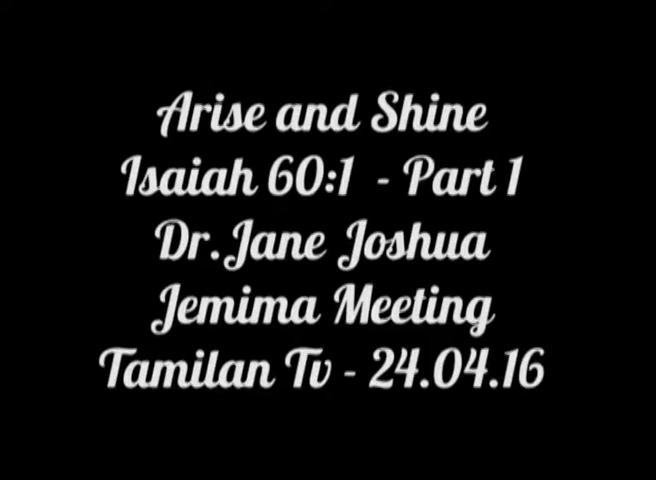 Arise and Shine
Isaiah 60:1 - Part 1
Dr.Jane Joshua
Jemima Meeting
Tamilan Tv - 24.04.16